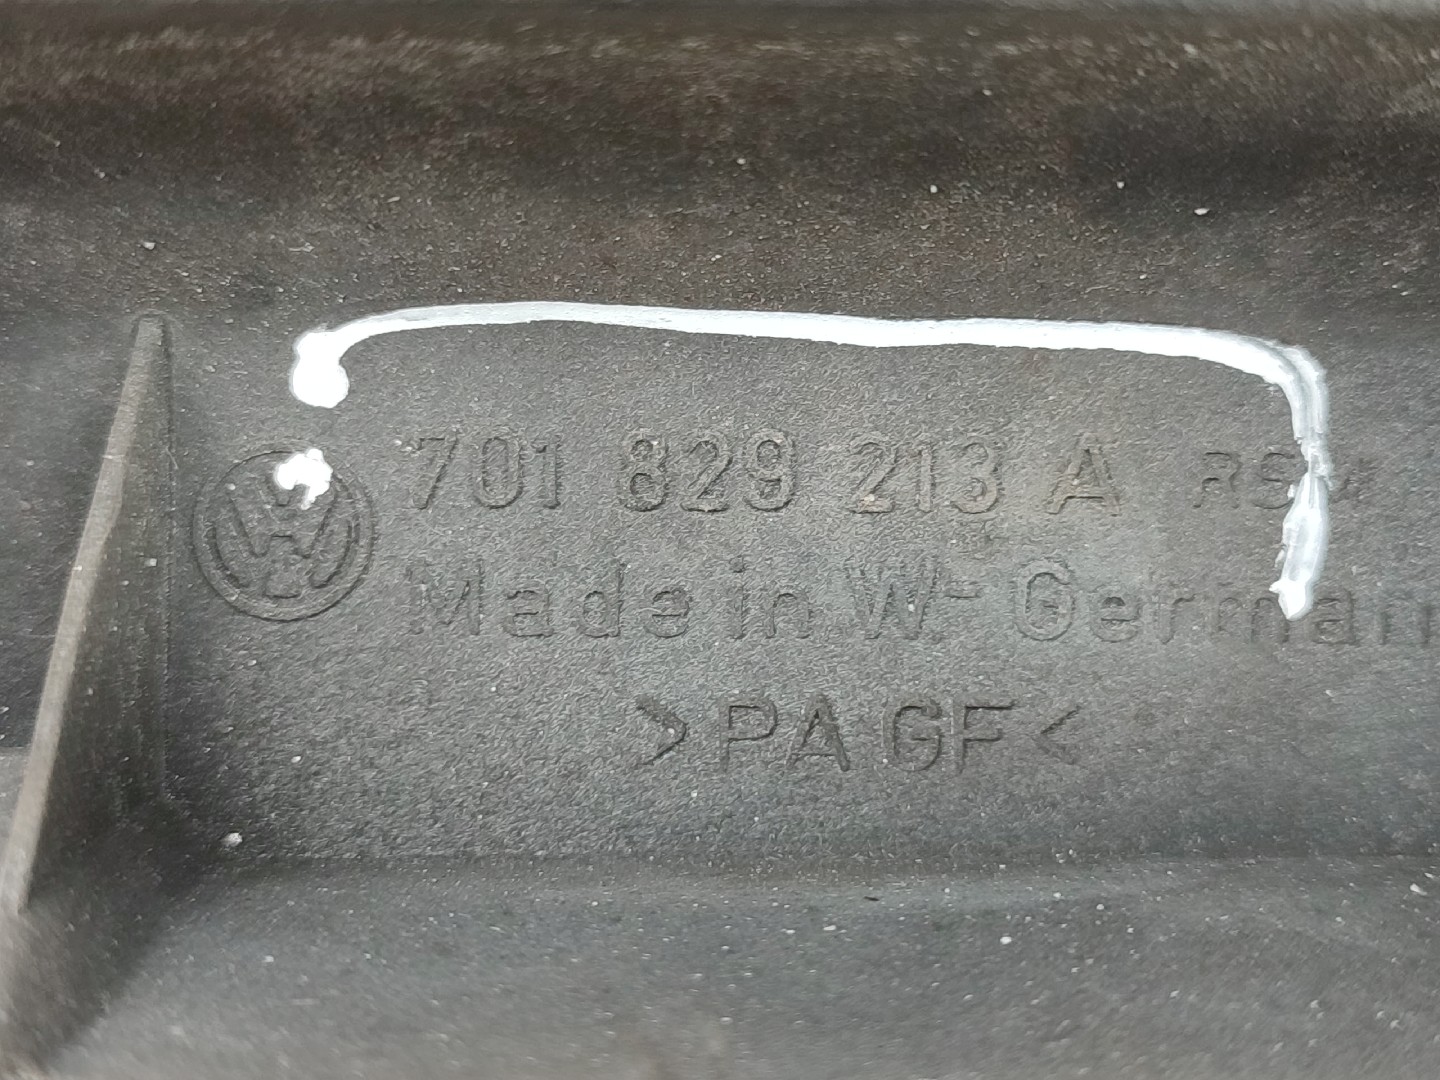 701 829 213 A
Made in W-German
>PA GF<